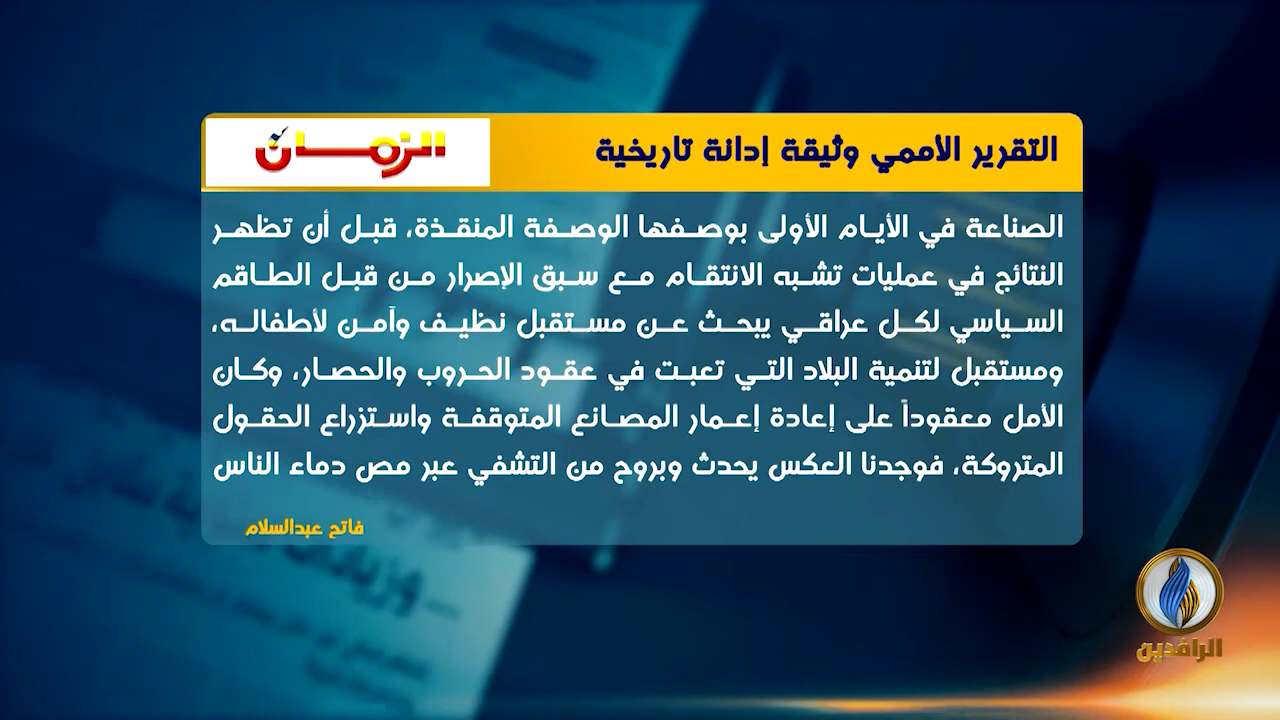 التقرير الأممي وثيقة إدانة تاريخية
الزمان
الصناعة في الأيام الأولى بوصفها الوصفة المنقذة، قبل أن تظهر
النتائج في عمليات تشبه الانتقام مع سبق الإصرار من قبل الطاقم
السياسي لكل عراقي يبحث عن مستقبل نظيف وآمن لأطفاله،
ومستقبل لتنمية البلاد التي تعبت في عقود الحروب والحصار، وكان
الأمل معقوداً على إعادة إعمار المصانع المتوقفة واستزراع الحقول
المتروكة، فوجدنا العكس يحدث وبروح من التشفي عبر مص دماء الناس
فاتح عبدالسلام
الرافدين